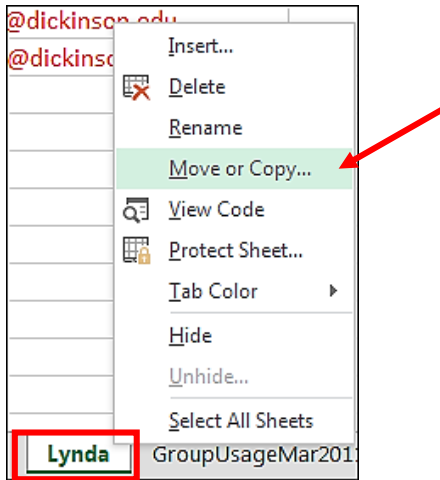 @dickinson.edu
@dickinso
Insert...
Delete
Rename
Move or Copy...
View Code
Protect Sheet...
Tab Color
Hide
Unhide...
Select All Sheets
Lynda GroupUsageMar201